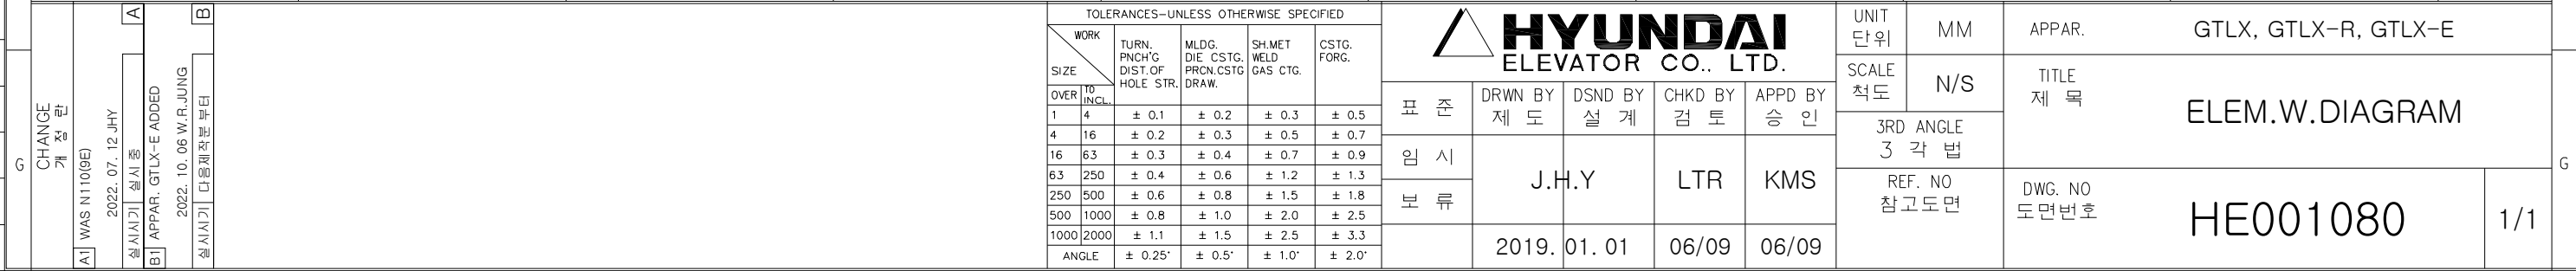 G
CHANGE
개 정 란
A1 WAS N110(9E)
2022. 07. 12 JHY
실시시기 실시 중 A
B1 APPAR. GTLX-E ADDED
2022. 10. 06 W.R.JUNG
실시시기 다음제작분 부터 B
TOLERANCES-UNLESS OTHERWISE SPECIFIED
WORK
SIZE
TURN.
PNCH'G
DIST.OF
HOLE STR.
MLDG.
DIE CSTG.
PRCN.CSTG
DRAW.
SH.MET
WELD
GAS CTG.
CSTG.
FORG.
OVER TO INCL.
1 4 ± 0.1 ± 0.2 ± 0.3 ± 0.5
4 16 ± 0.2 ± 0.3 ± 0.5 ± 0.7
16 63 ± 0.3 ± 0.4 ± 0.7 ± 0.9
63 250 ± 0.4 ± 0.6 ± 1.2 ± 1.3
250 500 ± 0.6 ± 0.8 ± 1.5 ± 1.8
500 1000 ± 0.8 ± 1.0 ± 2.0 ± 2.5
1000 2000 ± 1.1 ± 1.5 ± 2.5 ± 3.3
ANGLE ± 0.25° ± 0.5° ± 1.0° ± 2.0°
HYUNDAI
ELEVATOR CO., LTD.
표 준
임 시
보 류
DRWN BY
제 도
DSND BY
설 계
CHKD BY
검 토
APPD BY
승 인
J.H.Y LTR KMS
2019. 01. 01 06/09 06/09
UNIT
단위
MM
SCALE
척도
N/S
3RD ANGLE
3 각 법
REF. NO
참고도면
APPAR. GTLX, GTLX-R, GTLX-E
TITLE
제 목
ELEM.W.DIAGRAM
DWG. NO
도면번호
HE001080
1/1
G